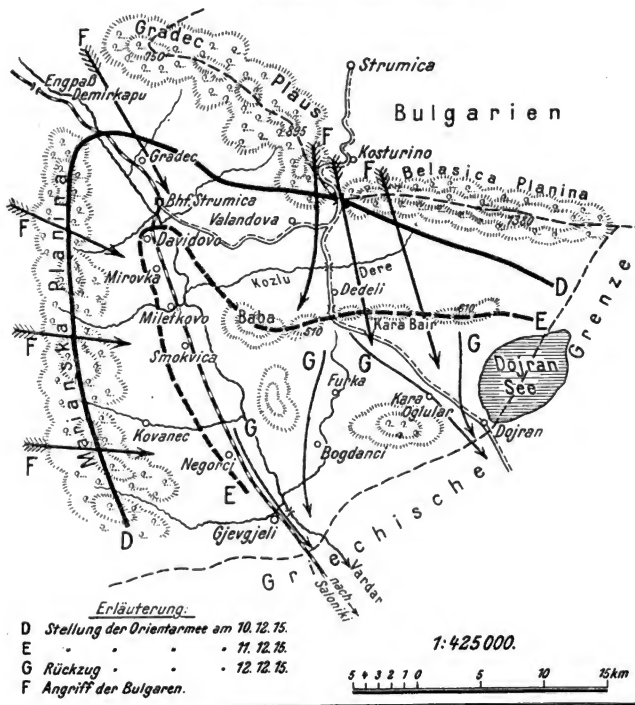 Gradec
750
Plaus
F
Strumica
Engpaß
Demirkapu
Bulgarien
895
F
Kosturino
F
Gradec
Belasica Planina
Bhf. Strumica
Valandova
F
Davidovo
Mirovka
Kozlu Dere
Dedeli
D
Marianska Planina
Miletkovo
Baba
610
Kara Bair
610
E
F
Smokvica
G
G
G
Dojran
See
Grenze
Furka
Kara
Oglular
Dojran
F
Kovanec
G
Bogdanci
Negorci
E
D
Gjevgjeli
Griechische
Vardar
nach
Saloniki
Erläuterung:
D Stellung der Orientarmee am 10.12.15.
E " " " " 11.12.15.
G Rückzug " " " 12.12.15.
F Angriff der Bulgaren.
1:425000.
5 4 3 2 1 0 5 10 15 km